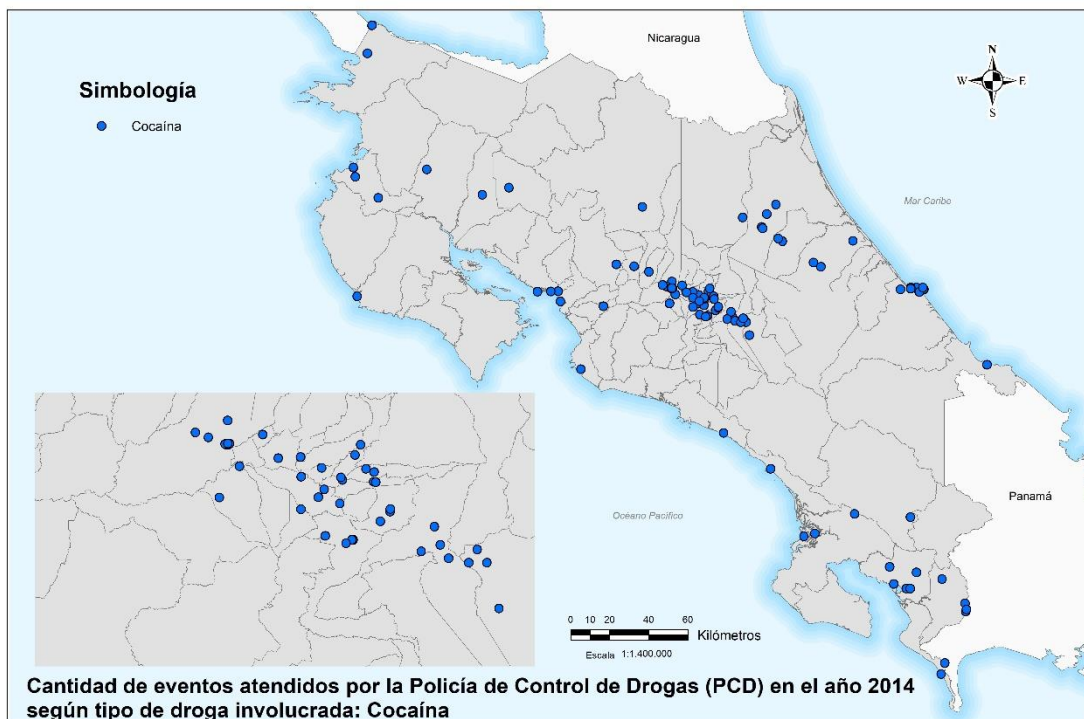 Nicaragua
N
W E
S
Simbología
Cocaína
Mar Caribe
Panamá
Océano Pacífico
0 10 20 40 60
Kilómetros
Escala 1:1.400.000
Cantidad de eventos atendidos por la Policía de Control de Drogas (PCD) en el año 2014
según tipo de droga involucrada: Cocaína